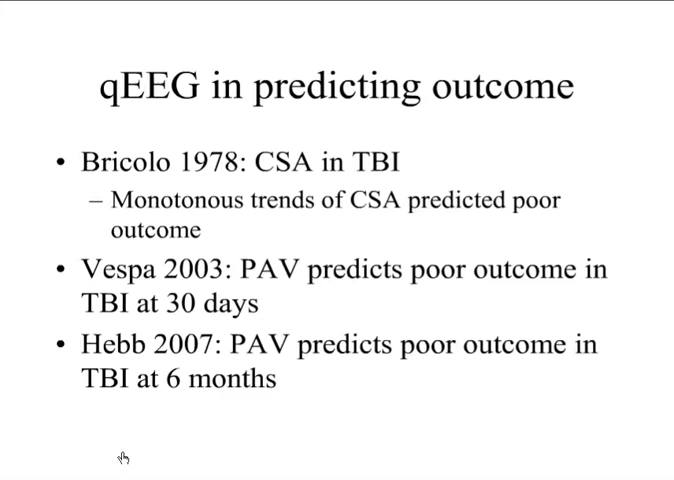 qEEG in predicting outcome
• Bricolo 1978: CSA in TBI
– Monotonous trends of CSA predicted poor
outcome
• Vespa 2003: PAV predicts poor outcome in
TBI at 30 days
• Hebb 2007: PAV predicts poor outcome in
TBI at 6 months